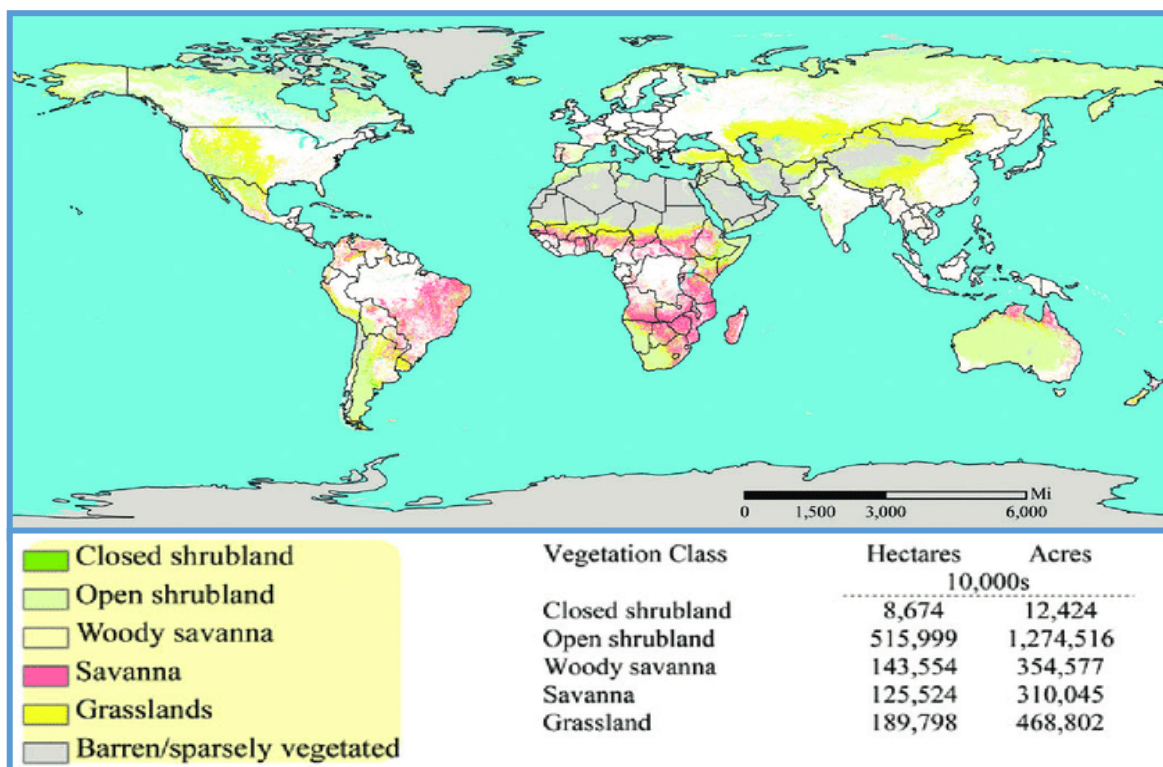 Mi
0 1,500 3,000 6,000
Closed shrubland
Open shrubland
Woody savanna
Savanna
Grasslands
Barren/sparsely vegetated
Vegetation Class Hectares Acres
10,000s
Closed shrubland 8,674 12,424
Open shrubland 515,999 1,274,516
Woody savanna 143,554 354,577
Savanna 125,524 310,045
Grassland 189,798 468,802